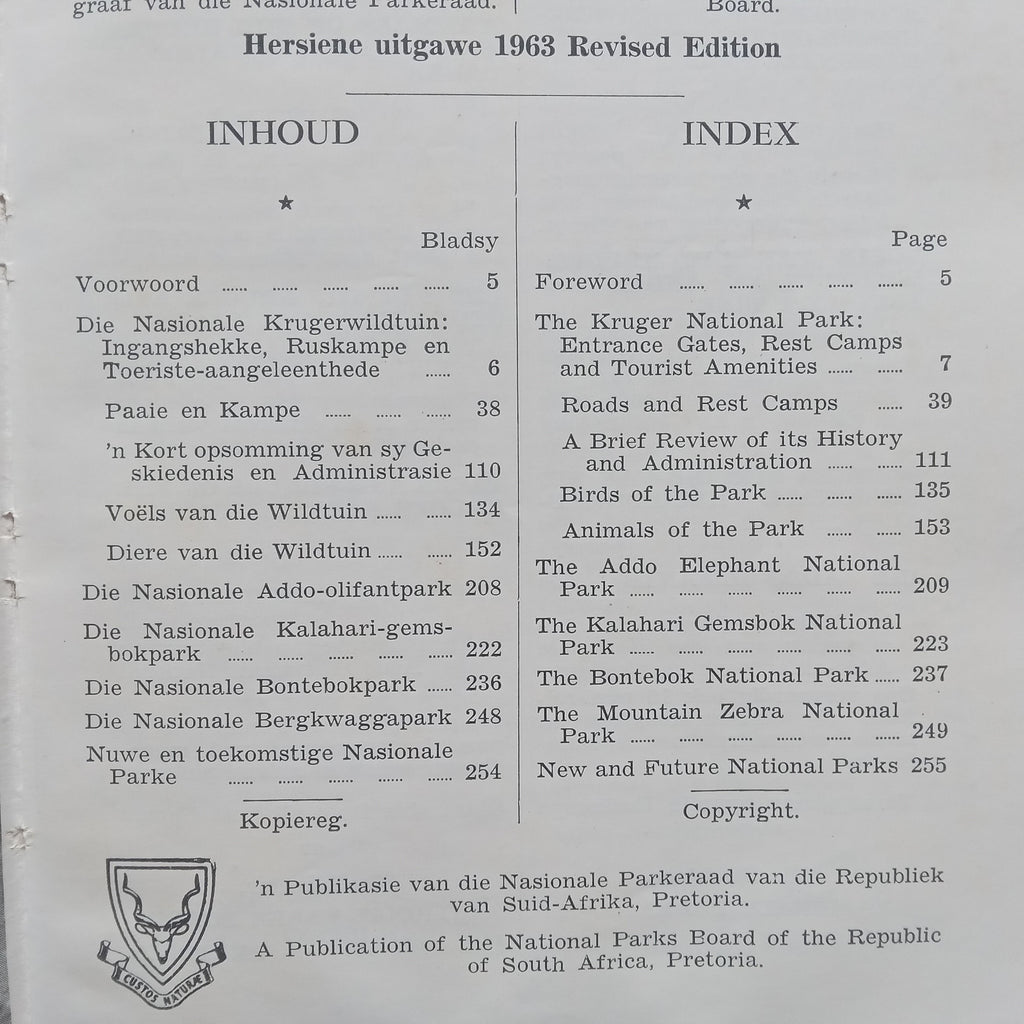 graaf van die Nasionale Parkeraad.
Board.
Hersiene uitgawe 1963 Revised Edition
INHOUD
★
Bladsy
Voorwoord ...... ...... ...... ...... ...... 5
Die Nasionale Krugerwildtuin:
Ingangshekke, Ruskampe en
Toeriste-aangeleenthede ...... 6
Paaie en Kampe ...... ...... ...... 38
'n Kort opsomming van sy Ge-
skiedenis en Administrasie 110
Voëls van die Wildtuin ...... ...... 134
Diere van die Wildtuin ...... ...... 152
Die Nasionale Addo-olifantpark 208
Die Nasionale Kalahari-gems-
bokpark ...... ...... ...... ...... ...... 222
Die Nasionale Bontebokpark ...... 236
Die Nasionale Bergkwaggapark 248
Nuwe en toekomstige Nasionale
Parke ...... ...... ...... ...... ...... 254
Kopiereg.
INDEX
★
Page
Foreword ...... ...... ...... ...... ...... 5
The Kruger National Park:
Entrance Gates, Rest Camps
and Tourist Amenities ...... ...... 7
Roads and Rest Camps ...... 39
A Brief Review of its History
and Administration ...... ...... 111
Birds of the Park ...... ...... ...... 135
Animals of the Park ...... ...... 153
The Addo Elephant National
Park ...... ...... ...... ...... ...... ...... 209
The Kalahari Gemsbok National
Park ...... ...... ...... ...... ...... ...... 223
The Bontebok National Park ...... 237
The Mountain Zebra National
Park ...... ...... ...... ...... ...... ...... 249
New and Future National Parks 255
Copyright.
'n Publikasie van die Nasionale Parkeraad van die Republiek
van Suid-Afrika, Pretoria.
A Publication of the National Parks Board of the Republic
of South Africa, Pretoria.
CUSTOS NATURÆ